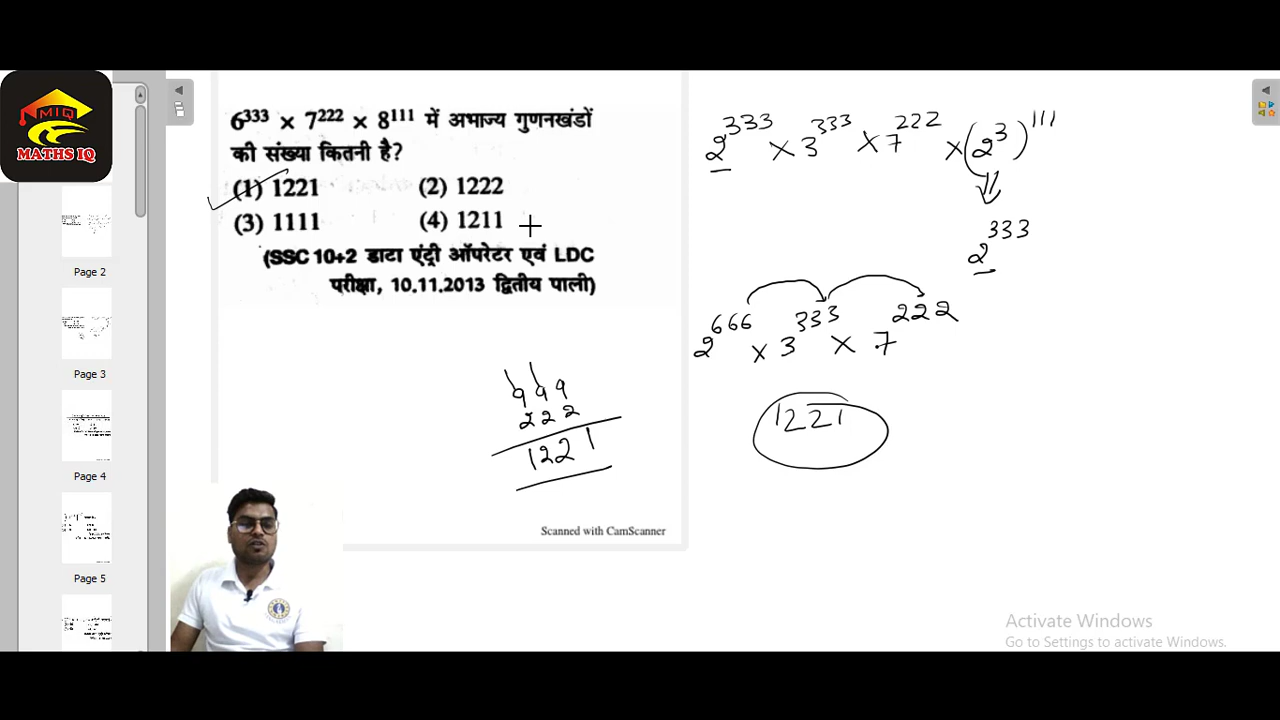 MIQ
MATHS IQ
Page 2
Page 3
Page 4
Page 5
6³³³ × 7²²² × 8¹¹¹ में अभाज्य गुणनखंडों
की संख्या कितनी है?
(1) 1221 (2) 1222
(3) 1111 (4) 1211
(SSC 10+2 डाटा एंट्री ऑपरेटर एवं LDC
परीक्षा, 10.11.2013 द्वितीय पाली)
999
222
1221
Scanned with CamScanner
2³³³ × 3³³³ × 7²²² × (2³)¹¹¹
⇓
2³³³
2⁶⁶⁶ × 3³³³ × 7²²²
1221
Activate Windows
Go to Settings to activate Windows.